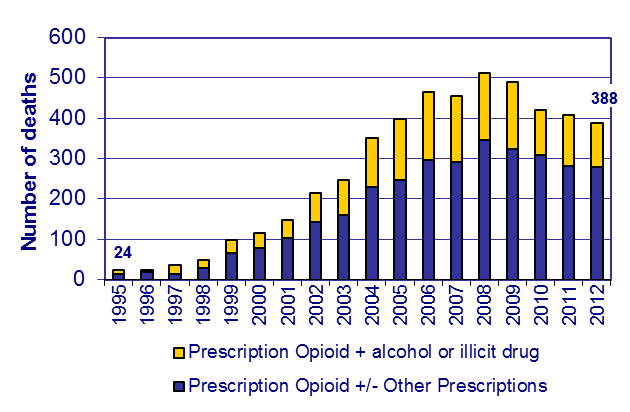 600
500
400
300
200
100
0
Number of deaths
24
388
1995 1996 1997 1998 1999 2000 2001 2002 2003 2004 2005 2006 2007 2008 2009 2010 2011 2012
Prescription Opioid + alcohol or illicit drug
Prescription Opioid +/- Other Prescriptions